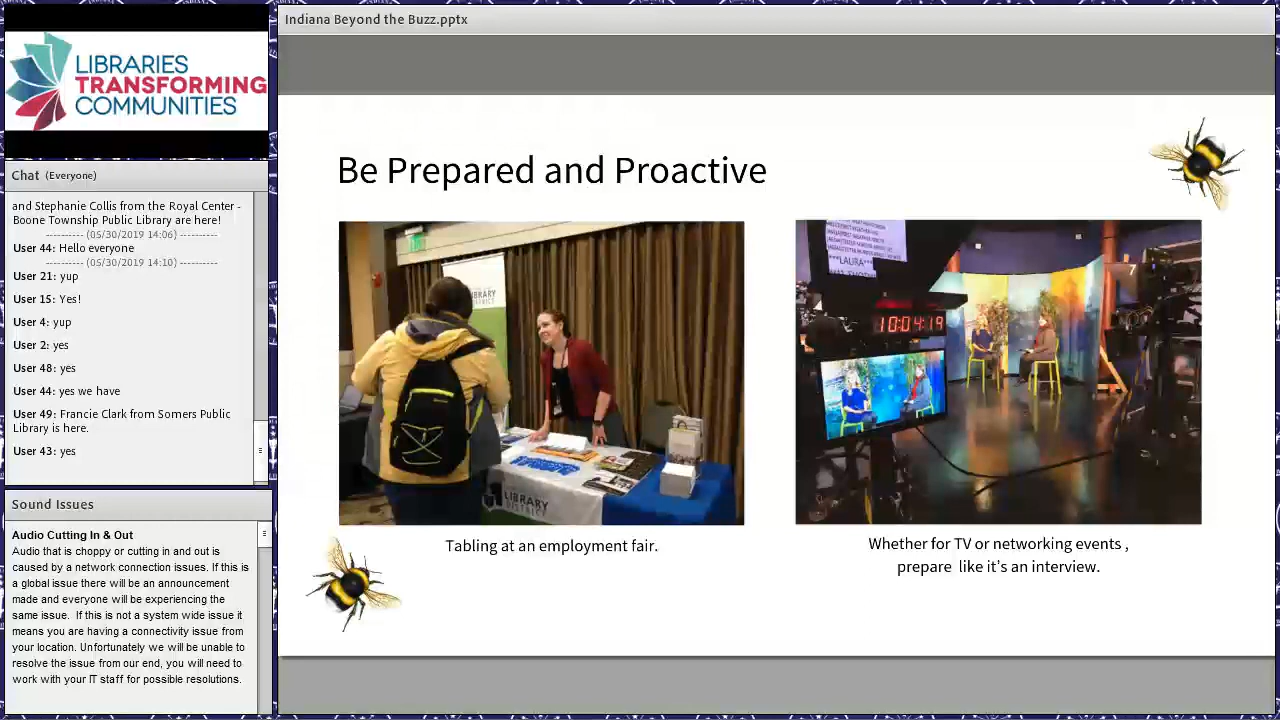 Indiana Beyond the Buzz.pptx
LIBRARIES
TRANSFORMING
COMMUNITIES
Chat (Everyone)
and Stephanie Collis from the Royal Center -
Boone Township Public Library are here!
---------- (05/30/2019 14:06) ----------
User 44: Hello everyone
---------- (05/30/2019 14:10) ----------
User 21: yup
User 15: Yes!
User 4: yup
User 2: yes
User 48: yes
User 44: yes we have
User 49: Francie Clark from Somers Public
Library is here.
User 43: yes
Sound Issues
Audio Cutting In & Out
Audio that is choppy or cutting in and out is
caused by a network connection issues. If this is
a global issue there will be an announcement
made and everyone will be experiencing the
same issue.  If this is not a system wide issue it
means you are having a connectivity issue from
your location. Unfortunately we will be unable to
resolve the issue from our end, you will need to
work with your IT staff for possible resolutions.
Be Prepared and Proactive
LIBRARY
DISTRICT
LIBRARY
DISTRICT
***LAURA***
10:04:19
7
Tabling at an employment fair.
Whether for TV or networking events ,
prepare  like it's an interview.